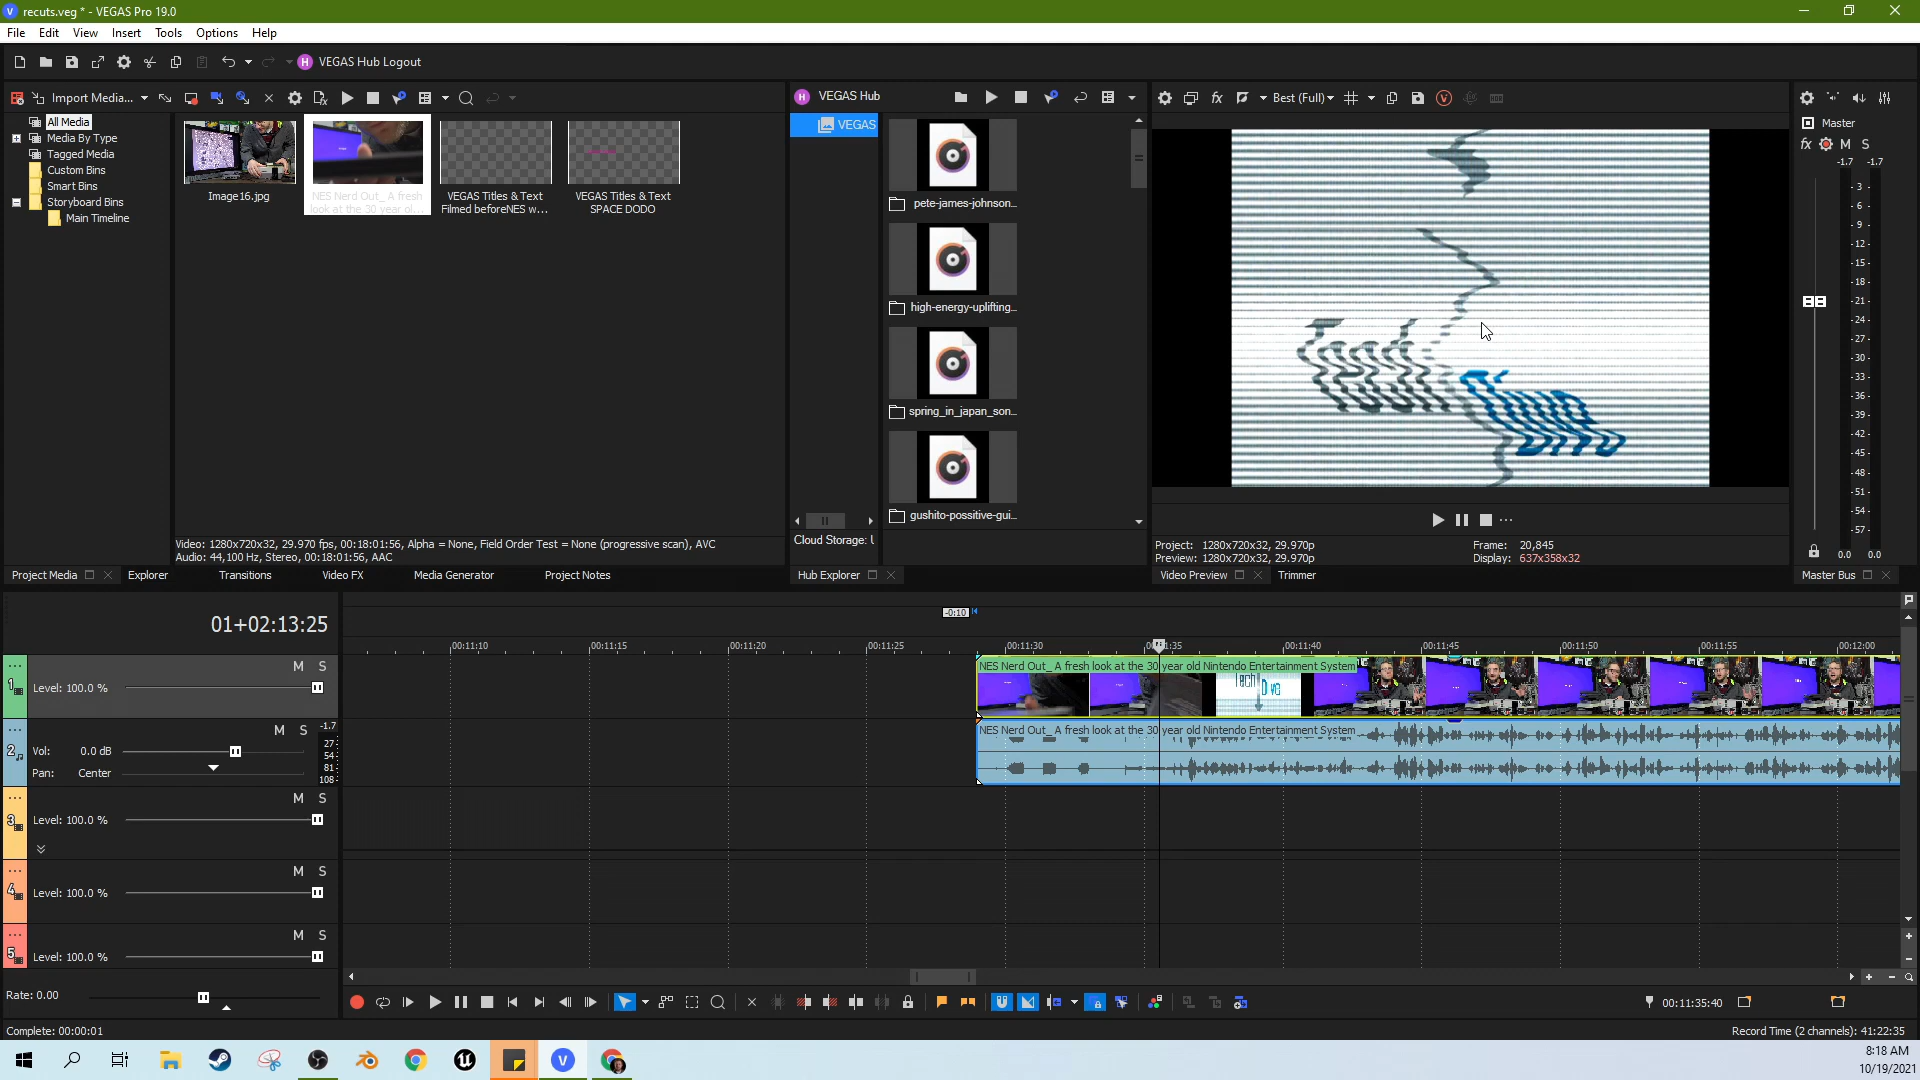 recuts.veg * - VEGAS Pro 19.0
File Edit View Insert Tools Options Help
VEGAS Hub Logout
Import Media...
All Media
Media By Type
Tagged Media
Custom Bins
Smart Bins
Storyboard Bins
Main Timeline
Image16.jpg
NES Nerd Out_ A fresh
look at the 30 year ol...
VEGAS Titles & Text
Filmed beforeNES w...
VEGAS Titles & Text
SPACE DODO
Video: 1280x720x32, 29.970 fps, 00:18:01:56, Alpha = None, Field Order Test = None (progressive scan), AVC
Audio: 44,100 Hz, Stereo, 00:18:01:56, AAC
Project Media Explorer Transitions Video FX Media Generator Project Notes
VEGAS Hub
VEGAS
pete-james-johnson...
high-energy-uplifting...
spring_in_japan_son...
gushito-possitive-gui...
Cloud Storage: U
Hub Explorer
fx Best (Full)
Project: 1280x720x32, 29.970p
Preview: 1280x720x32, 29.970p
Frame: 20,845
Display: 637x358x32
Video Preview Trimmer
Master
fx M S
-1.7 -1.7
3
6
9
12
15
18
21
24
27
30
33
36
39
42
45
48
51
54
57
0.0 0.0
Master Bus
01+02:13:25
-0:10
00:11:10 00:11:15 00:11:20 00:11:25 00:11:30 :11:35 00:11:40 00:11:45 00:11:50 00:11:55 00:12:00
1 M S
Level: 100.0 %
NES Nerd Out_ A fresh look at the 30 year old Nintendo Entertainment System
2 M S -1.7
Vol: 0.0 dB
Pan: Center
27
54
81
108
NES Nerd Out_ A fresh look at the 30 year old Nintendo Entertainment System
3 M S
Level: 100.0 %
4 M S
Level: 100.0 %
5 M S
Level: 100.0 %
Rate: 0.00
00:11:35:40
Complete: 00:00:01
Record Time (2 channels): 41:22:35
8:18 AM
10/19/2021